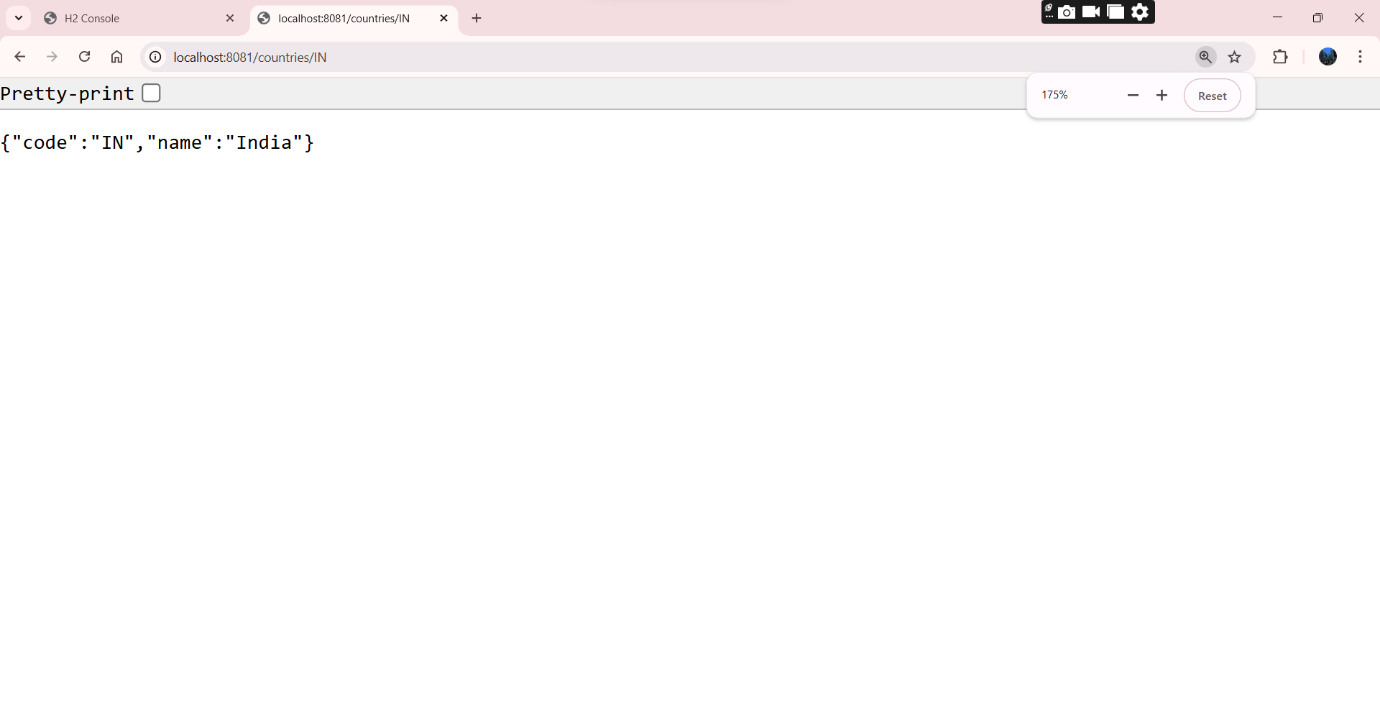 H2 Console
localhost:8081/countries/IN
localhost:8081/countries/IN
Pretty-print
175%
Reset
{"code":"IN","name":"India"}